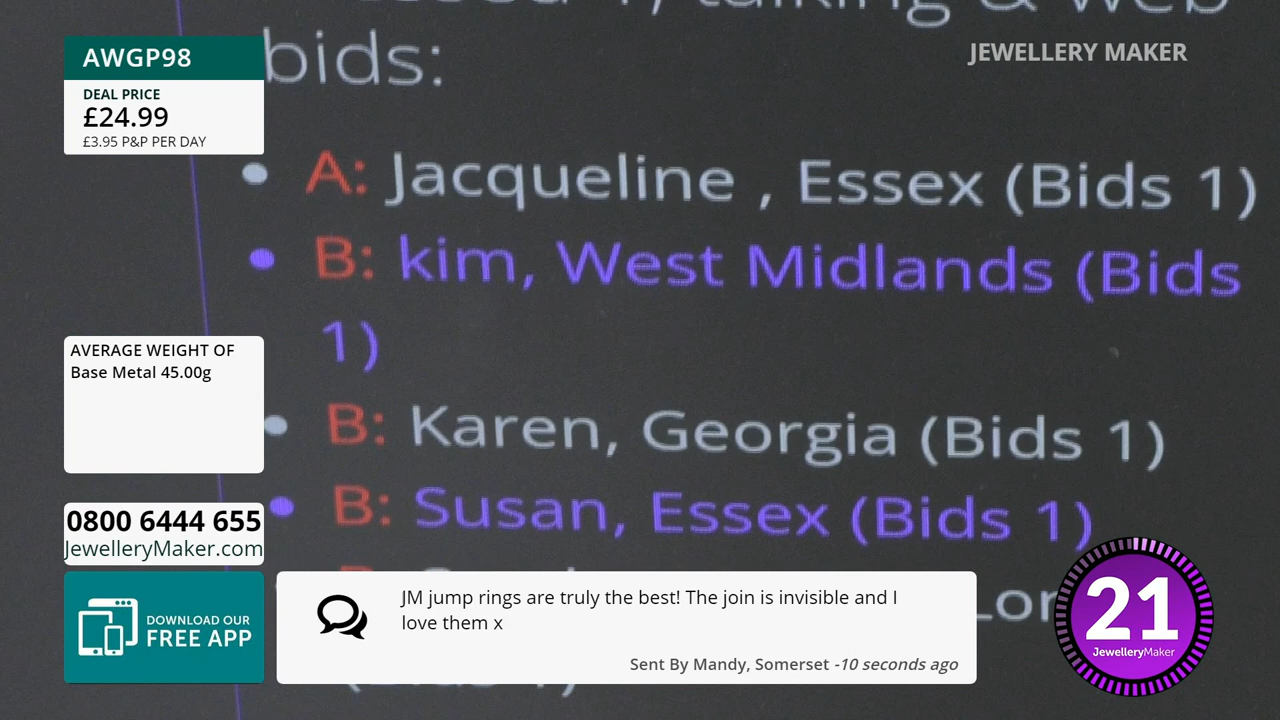 AWGP98
DEAL PRICE
£24.99
£3.95 P&P PER DAY
JEWELLERY MAKER
talking & web
bids:
A: Jacqueline , Essex (Bids 1)
B: kim, West Midlands (Bids
1)
B: Karen, Georgia (Bids 1)
B: Susan, Essex (Bids 1)
AVERAGE WEIGHT OF
Base Metal 45.00g
0800 6444 655
JewelleryMaker.com
DOWNLOAD OUR
FREE APP
JM jump rings are truly the best! The join is invisible and I
love them x
Sent By Mandy, Somerset -10 seconds ago
21
JewelleryMaker